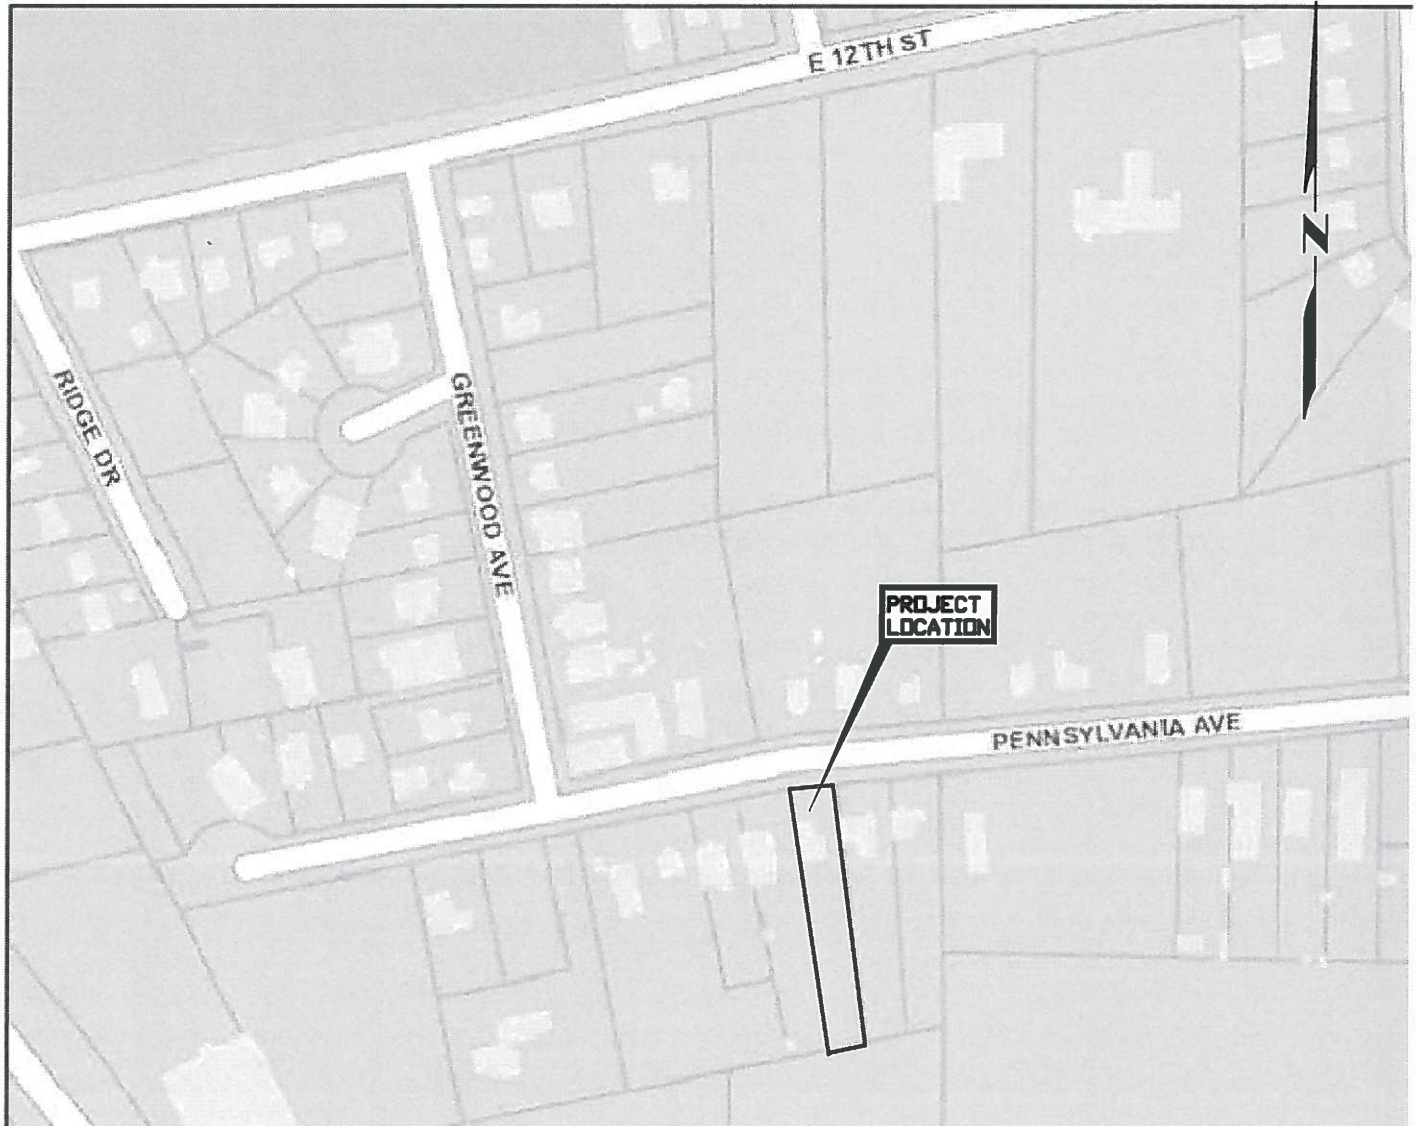 E 12TH ST
N
RIDGE DR
GREENWOOD AVE
PROJECT
LOCATION
PENNSYLVANIA AVE